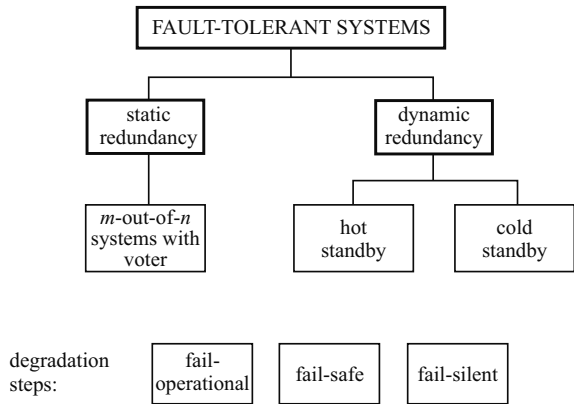 FAULT-TOLERANT SYSTEMS
static
redundancy
dynamic
redundancy
m-out-of-n
systems with
voter
hot
standby
cold
standby
degradation
steps:
fail-
operational
fail-safe
fail-silent